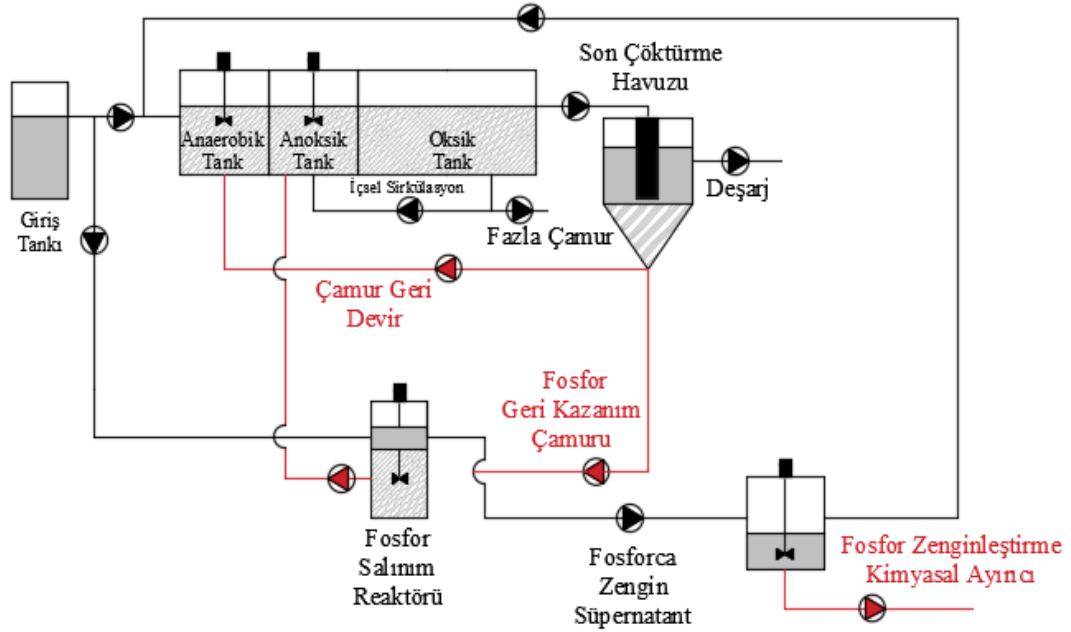 Son Çöktürme
Havuzu
Anaerobik
Tank
Anoksik
Tank
Oksik
Tank
İçsel Sirkülasyon
Deşarj
Giriş
Tankı
Fazla Çamur
Çamur Geri
Devir
Fosfor
Geri Kazanım
Çamuru
Fosfor
Salınım
Reaktörü
Fosforca
Zengin
Süpernatant
Fosfor Zenginleştirme
Kimyasal Ayırıcı